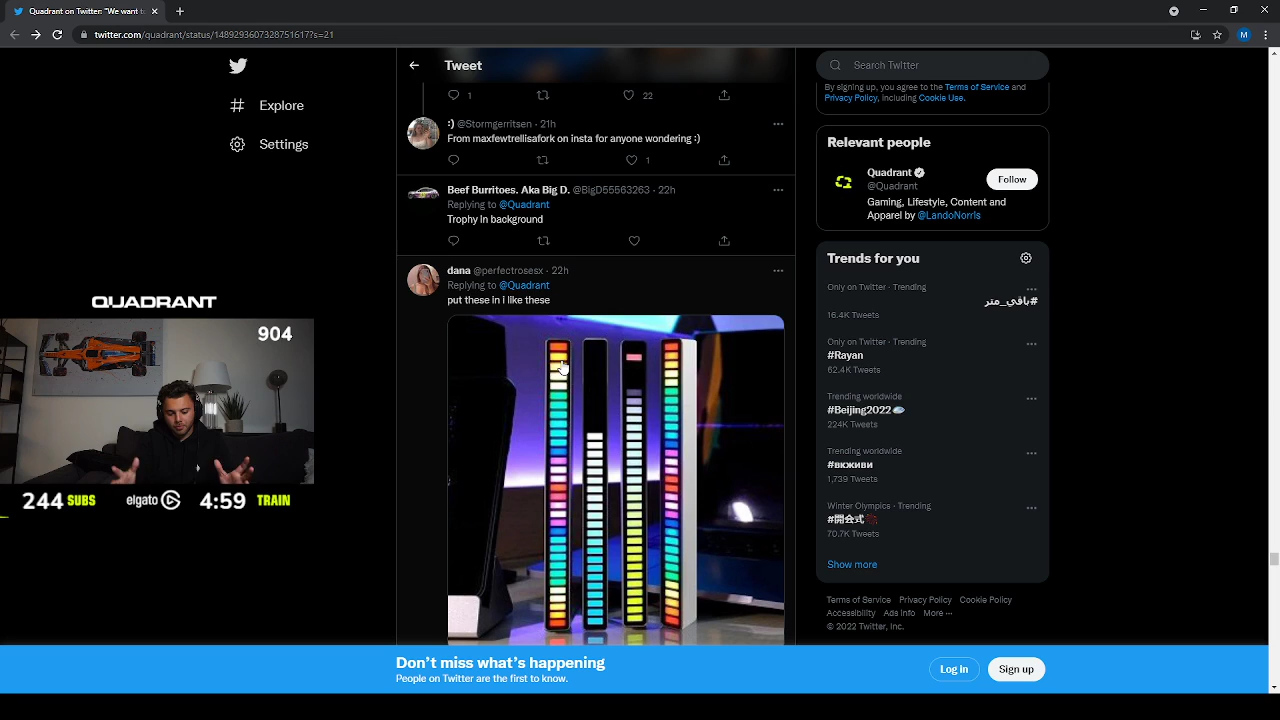 Quadrant on Twitter: "We want to
twitter.com/quadrant/status/1489293607328751617?s=21
M
Tweet
1
22
:) @Stormgerritsen · 21h
From maxfewtrellisafork on insta for anyone wondering ;)
1
Beef Burritoes. Aka Big D. @BigD55563263 · 22h
Replying to @Quadrant
Trophy in background
dana @perfectrosesx · 22h
Replying to @Quadrant
put these in i like these
Explore
Settings
QUADRANT
904
244 SUBS
elgato
4:59 TRAIN
Search Twitter
By signing up, you agree to the Terms of Service and
Privacy Policy, including Cookie Use.
Relevant people
Quadrant
@Quadrant
Follow
Gaming, Lifestyle, Content and
Apparel by @LandoNorris
Trends for you
Only on Twitter · Trending
#باقي_متر
16.4K Tweets
Only on Twitter · Trending
#Rayan
62.4K Tweets
Trending worldwide
#Beijing2022
224K Tweets
Trending worldwide
#вкживи
1,739 Tweets
Winter Olympics · Trending
#開会式
70.7K Tweets
Show more
Terms of Service Privacy Policy Cookie Policy
Accessibility Ads info More ···
© 2022 Twitter, Inc.
Don’t miss what’s happening
People on Twitter are the first to know.
Log in
Sign up